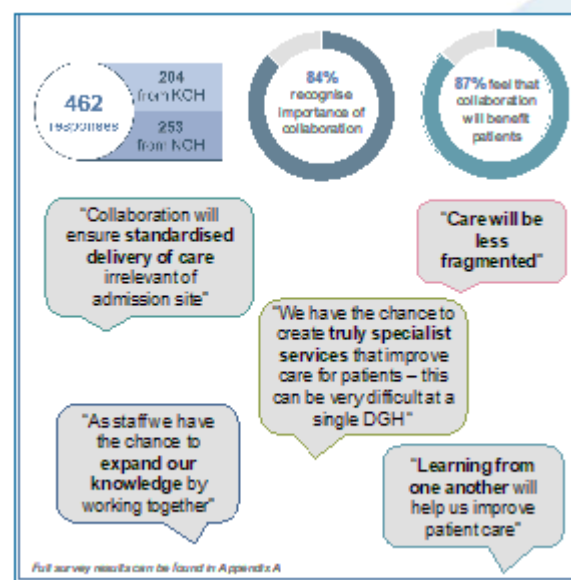 462
responses
204
from KGH
253
from NGH
84%
recognise
importance of
collaboration
87% feel that
collaboration
will benefit
patients
"Collaboration will
ensure standardised
delivery of care
irrelevant of
admission site"
"Care will be
less
fragmented"
"We have the chance to
create truly specialist
services that improve
care for patients – this
can be very difficult at a
single DGH"
"As staff we have
the chance to
expand our
knowledge by
working together"
"Learning from
one another will
help us improve
patient care"
Full survey results can be found in Appendix A